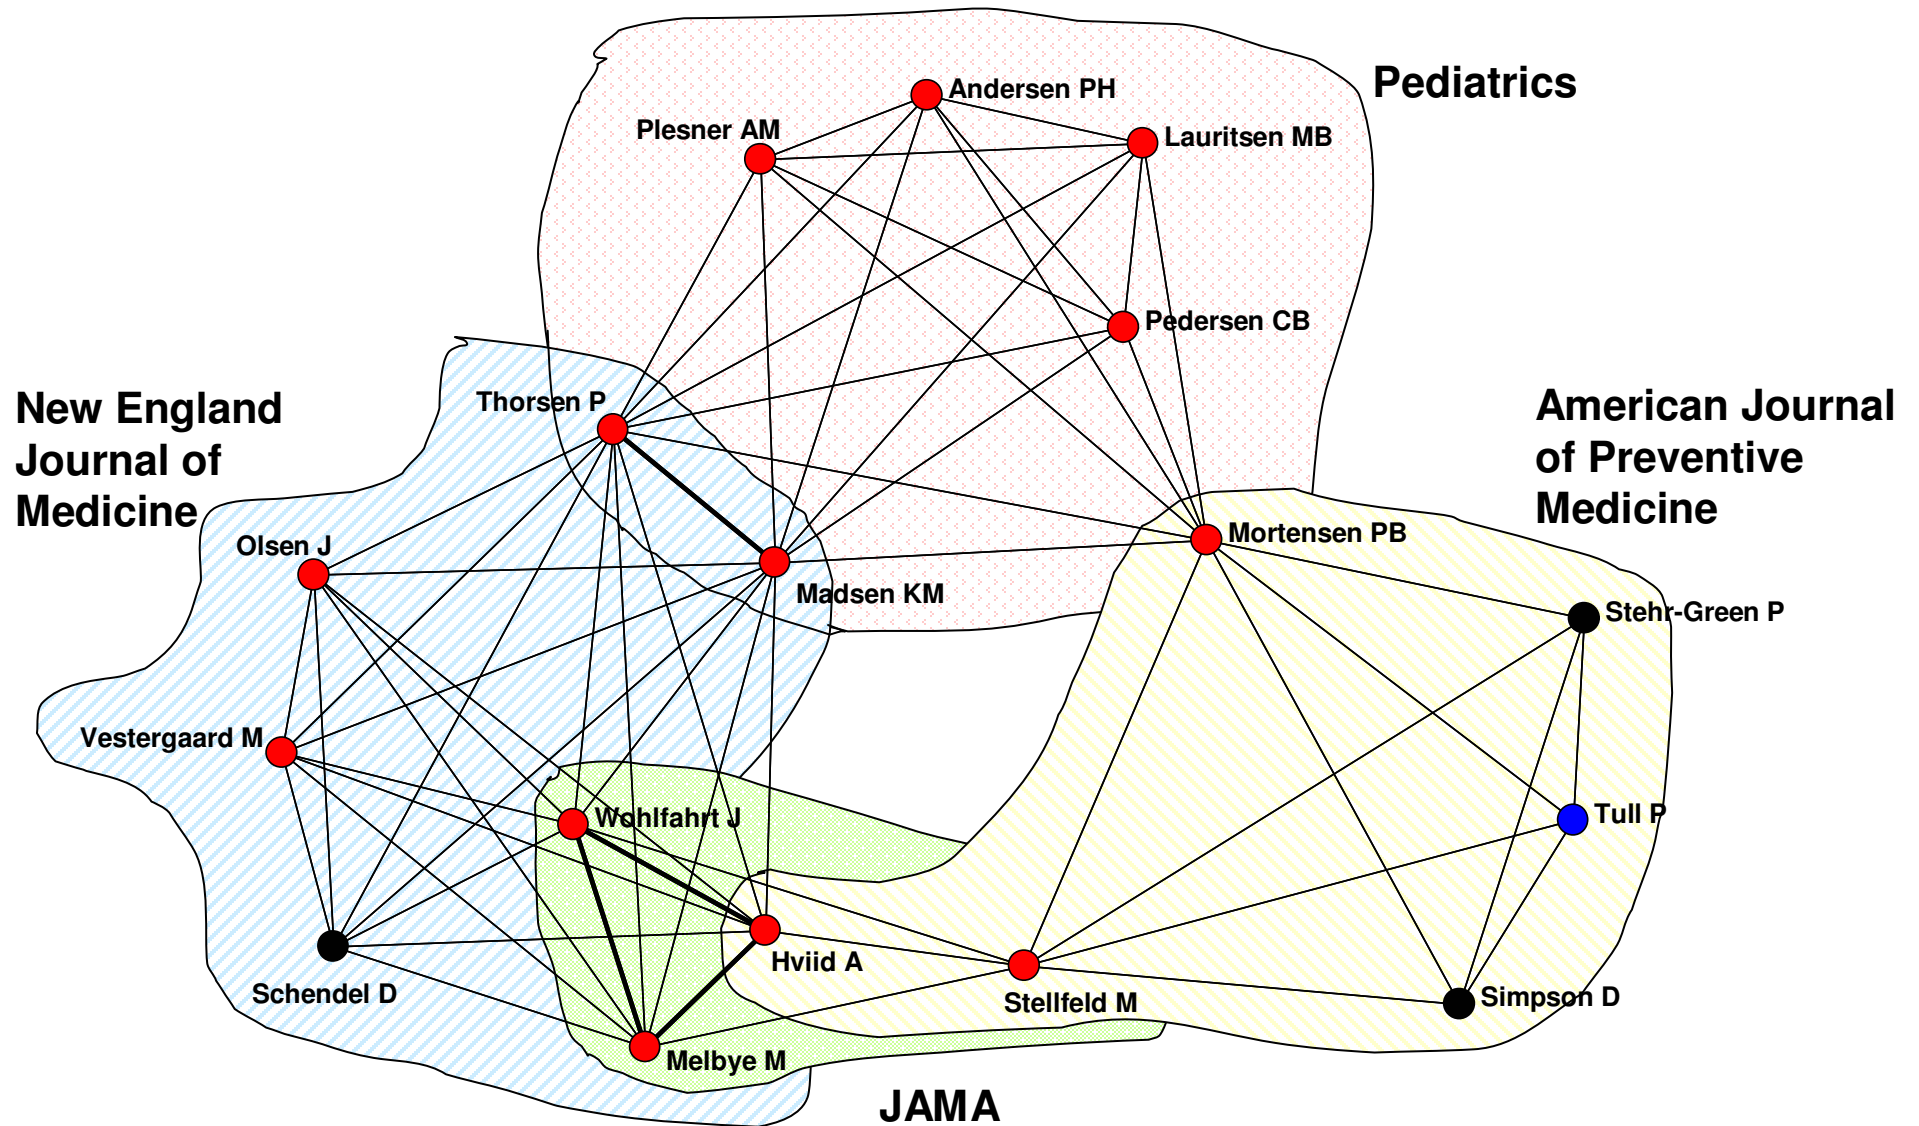 Pediatrics
Andersen PH
Plesner AM
Lauritsen MB
Pedersen CB
New England
Journal of
Medicine
Thorsen P
American Journal
of Preventive
Medicine
Olsen J
Mortensen PB
Madsen KM
Stehr-Green P
Vestergaard M
Wohlfahrt J
Tull P
Hviid A
Schendel D
Stellfeld M
Simpson D
Melbye M
JAMA